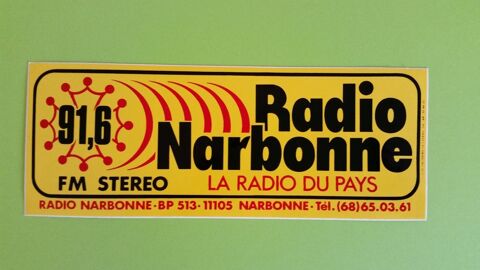 91,6
Radio
Narbonne
FM STEREO LA RADIO DU PAYS
RADIO NARBONNE · BP 513 · 11105 NARBONNE · Tél. (68) 65.03.61